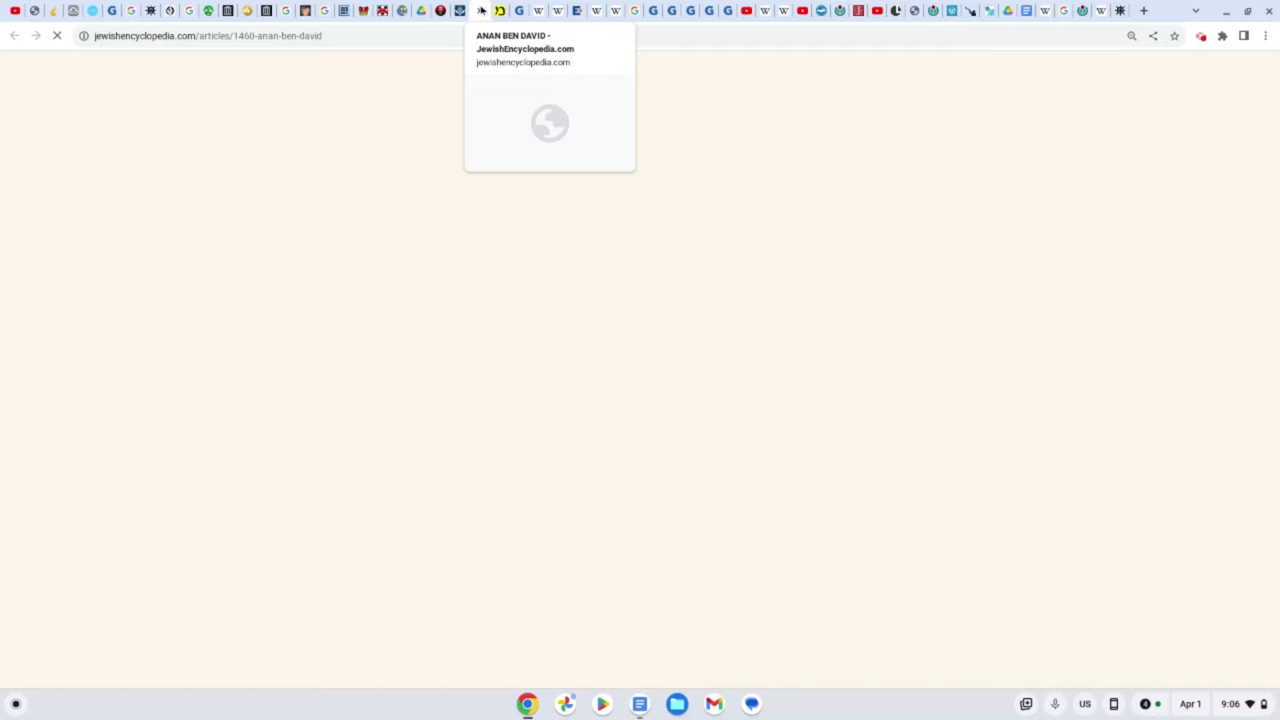 jewishencyclopedia.com/articles/1460-anan-ben-david
ANAN BEN DAVID -
JewishEncyclopedia.com
jewishencyclopedia.com
US
4
Apr 1
9:06